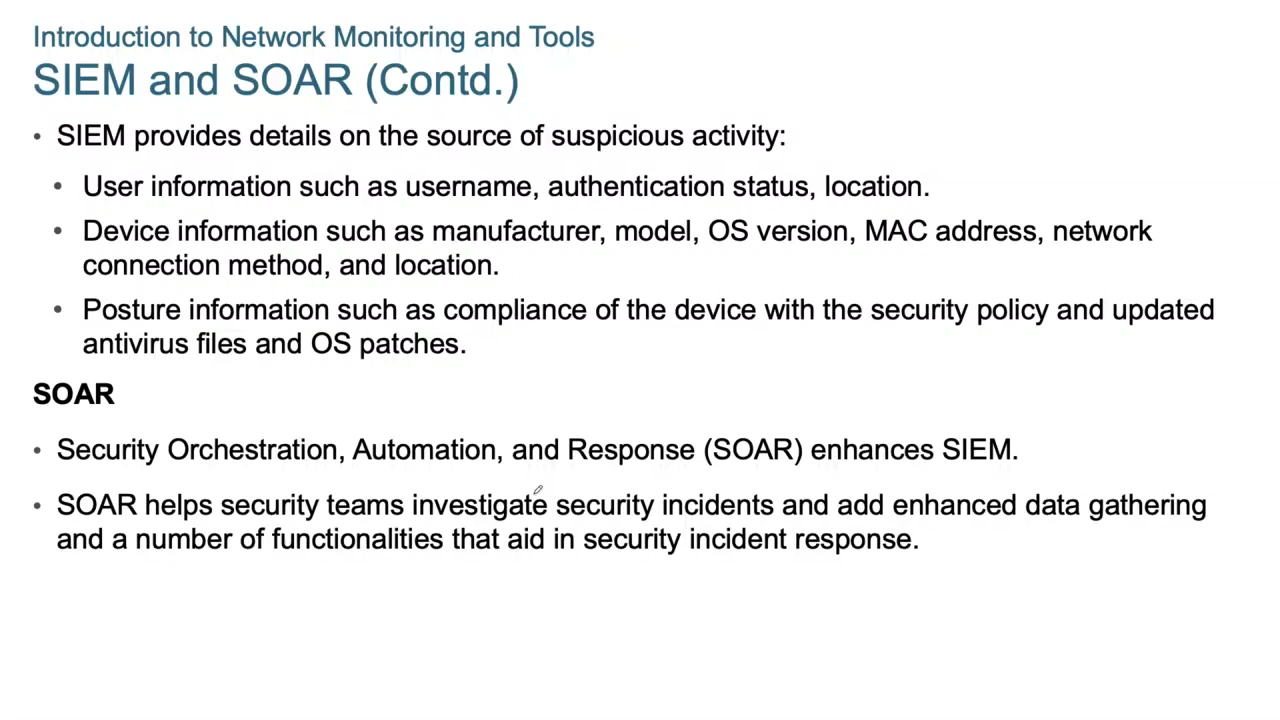 Introduction to Network Monitoring and Tools
SIEM and SOAR (Contd.)
• SIEM provides details on the source of suspicious activity:
• User information such as username, authentication status, location.
• Device information such as manufacturer, model, OS version, MAC address, network
connection method, and location.
• Posture information such as compliance of the device with the security policy and updated
antivirus files and OS patches.
SOAR
• Security Orchestration, Automation, and Response (SOAR) enhances SIEM.
• SOAR helps security teams investigate security incidents and add enhanced data gathering
and a number of functionalities that aid in security incident response.